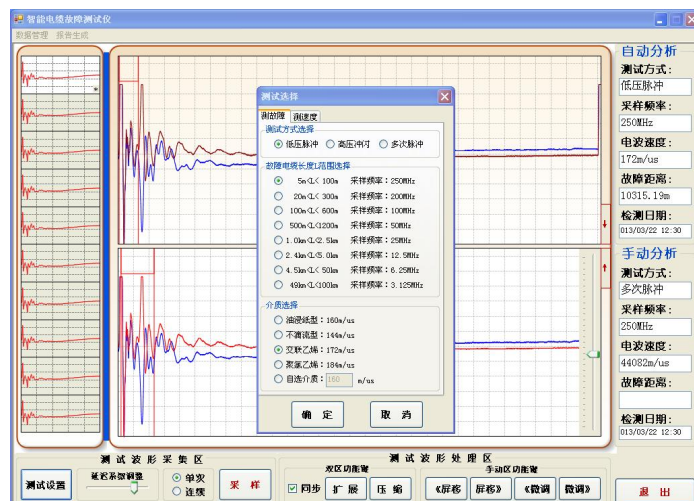 智能电缆故障测试仪
数据管理 报告生成
测试选择
测故障 测速度
测试方式选择
低压脉冲 高压冲闪 多次脉冲
故障电缆长度L范围选择
5m<L< 100m 采样频率：250MHz
20m<L< 300m 采样频率：200MHz
100m<L< 600m 采样频率：100MHz
500m<L<1200m 采样频率：50MHz
1.0km<L<2.5km 采样频率：25MHz
2.4km<L<5.0km 采样频率：12.5MHz
4.5km<L< 50km 采样频率：6.25MHz
49km<L<100km 采样频率：3.125MHz
介质选择
油浸纸型：160m/us
不滴流型：144m/us
交联乙烯：172m/us
聚氯乙烯：184m/us
自选介质：160 m/us
确 定 取 消
自动分析
测试方式：
低压脉冲
采样频率：
250MHz
电波速度：
172m/us
故障距离：
10315.19m
检测日期：
013/03/22 12:30
手动分析
测试方式：
多次脉冲
采样频率：
250MHz
电波速度：
44082m/us
故障距离：
检测日期：
013/03/22 12:30
测 试 波 形 采 集 区
测试设置
延迟系数调整
单次
连续
采 样
测 试 波 形 处 理 区
双区功能键
同步 扩 展 压 缩
手动区功能键
《屏移 屏移》 《微调 微调》
退 出